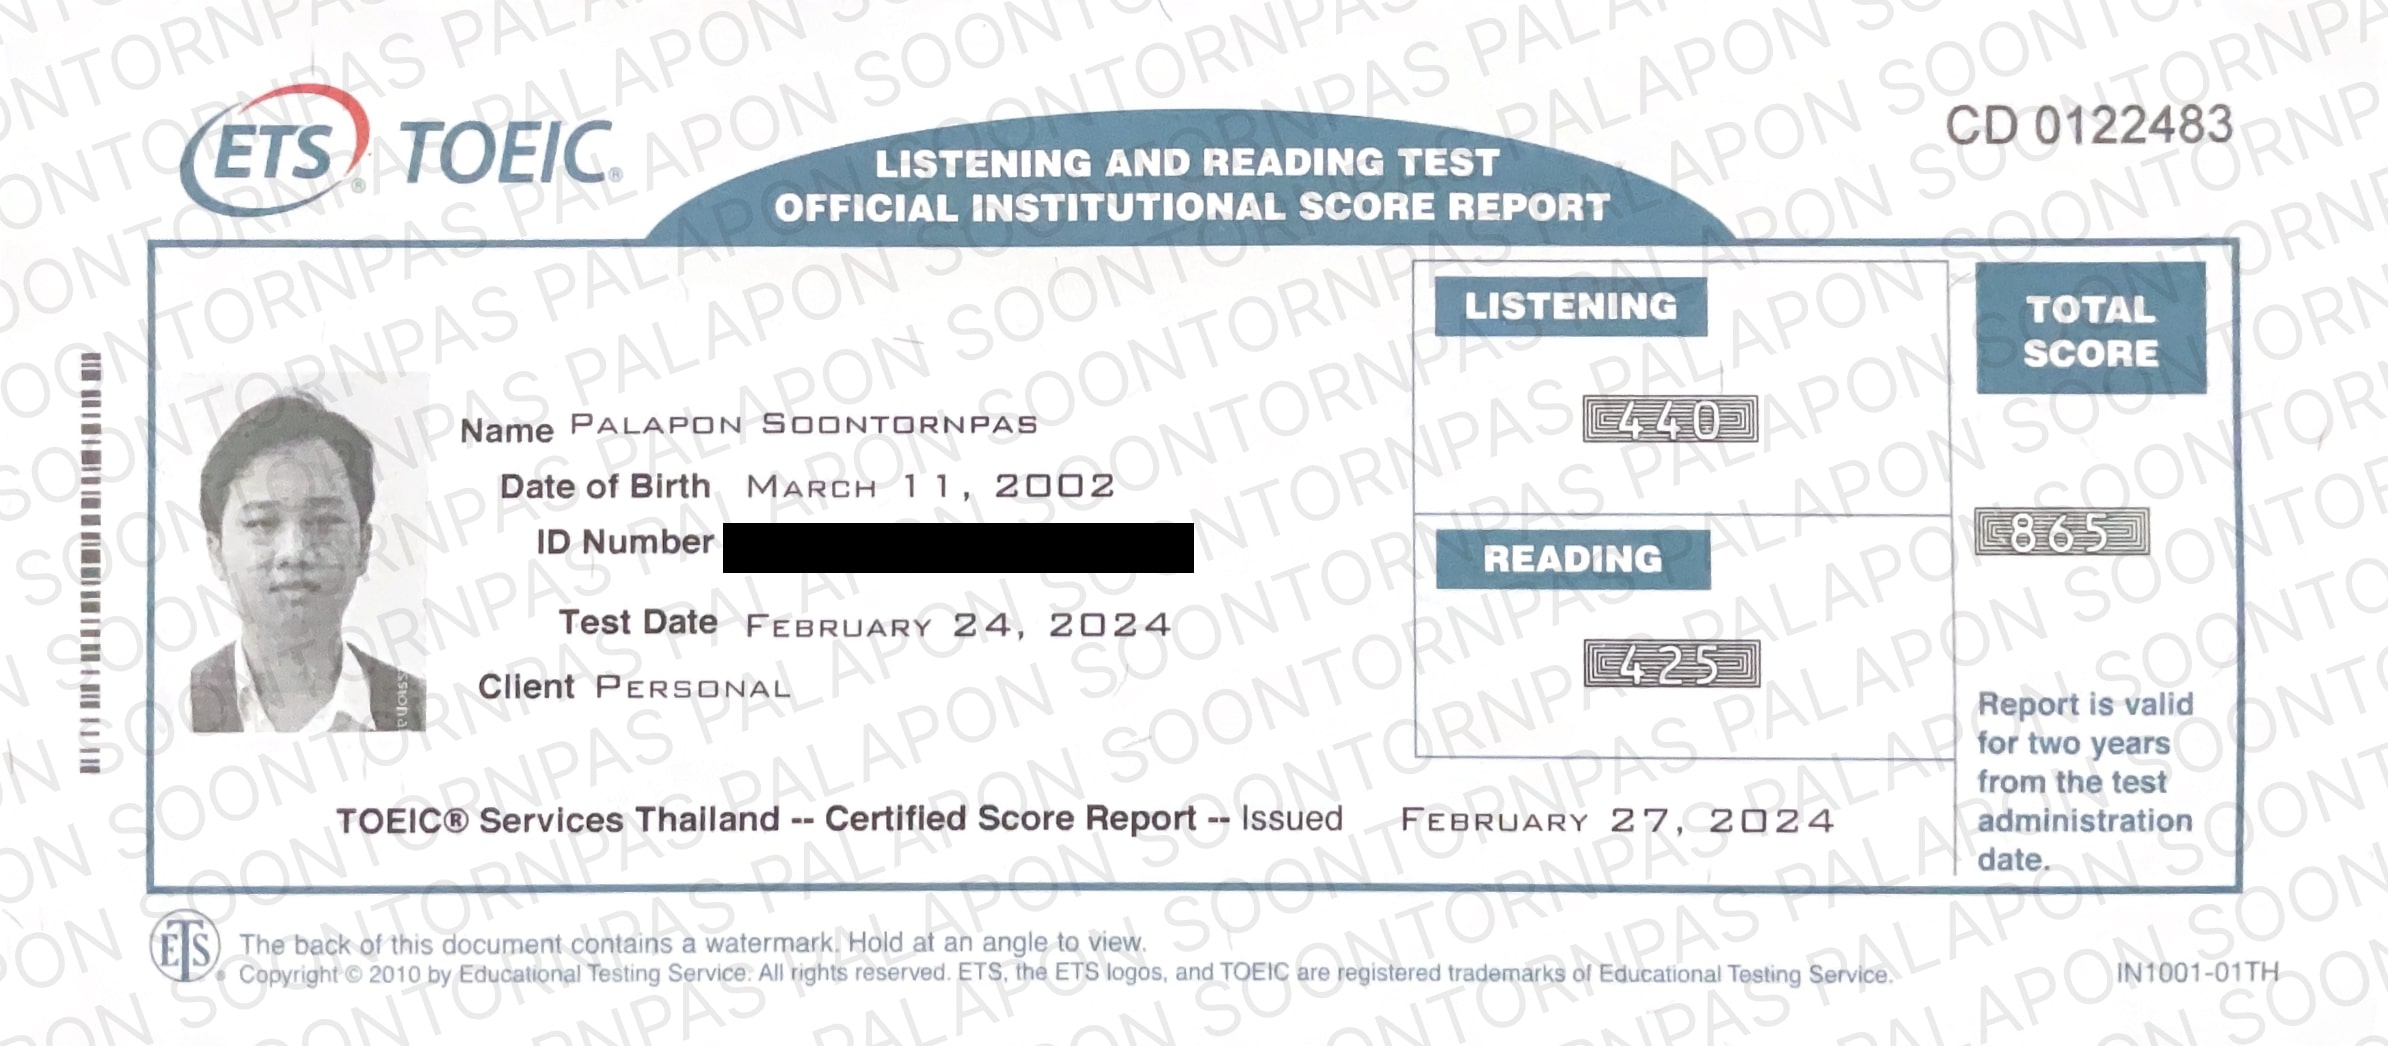 ETS® TOEIC®
CD 0122483
LISTENING AND READING TEST
OFFICIAL INSTITUTIONAL SCORE REPORT
Name PALAPON SOONTORNPAS
Date of Birth MARCH 11, 2002
ID Number
Test Date FEBRUARY 24, 2024
Client PERSONAL
LISTENING
440
READING
425
TOTAL
SCORE
865
Report is valid
for two years
from the test
administration
date.
TOEIC® Services Thailand -- Certified Score Report -- Issued FEBRUARY 27, 2024
ETS®
The back of this document contains a watermark. Hold at an angle to view.
Copyright © 2010 by Educational Testing Service. All rights reserved. ETS, the ETS logos, and TOEIC are registered trademarks of Educational Testing Service.
IN1001-01TH
PALAPON SOONTORNPAS